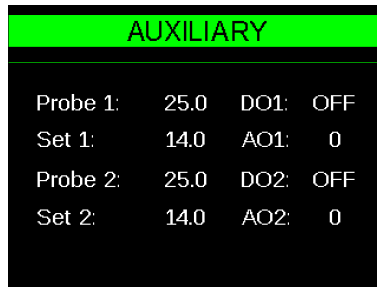 AUXILIARY
Probe 1: 25.0 DO1: OFF
Set 1: 14.0 AO1: 0
Probe 2: 25.0 DO2: OFF
Set 2: 14.0 AO2: 0